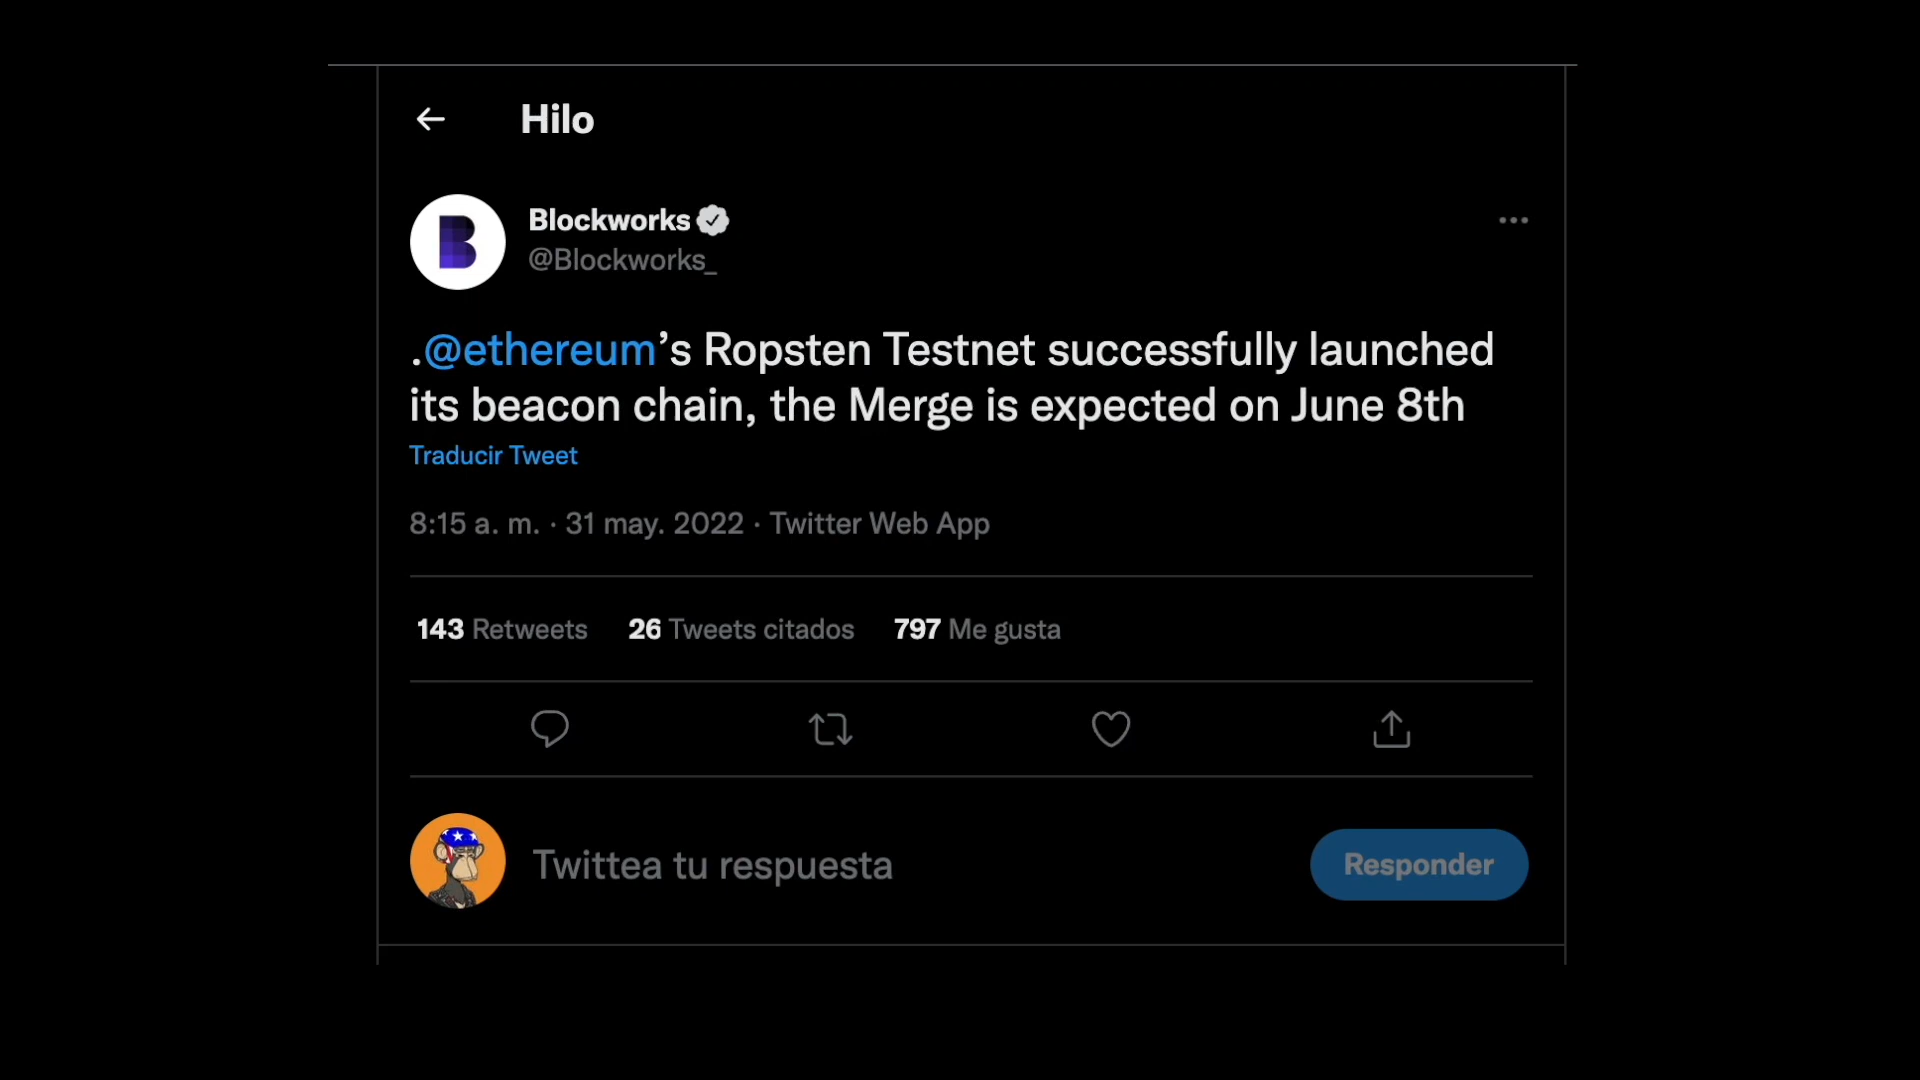 Hilo
Blockworks
@Blockworks_
.@ethereum’s Ropsten Testnet successfully launched
its beacon chain, the Merge is expected on June 8th
Traducir Tweet
8:15 a. m. · 31 may. 2022 · Twitter Web App
143 Retweets 26 Tweets citados 797 Me gusta
Twittea tu respuesta
Responder